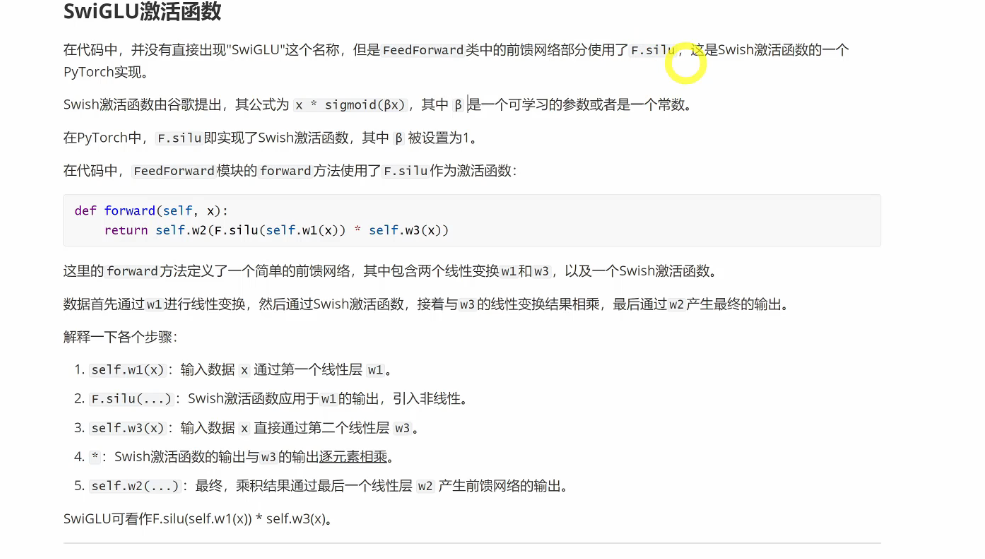 SwiGLU激活函数
在代码中，并没有直接出现"SwiGLU"这个名称，但是FeedForward类中的前馈网络部分使用了F.silu，这是Swish激活函数的一个
PyTorch实现。
Swish激活函数由谷歌提出，其公式为 x * sigmoid(βx)，其中 β 是一个可学习的参数或者是一个常数。
在PyTorch中，F.silu即实现了Swish激活函数，其中 β 被设置为1。
在代码中，FeedForward模块的forward方法使用了F.silu作为激活函数：
def forward(self, x):
    return self.w2(F.silu(self.w1(x)) * self.w3(x))
这里的forward方法定义了一个简单的前馈网络，其中包含两个线性变换w1和w3，以及一个Swish激活函数。
数据首先通过w1进行线性变换，然后通过Swish激活函数，接着与w3的线性变换结果相乘，最后通过w2产生最终的输出。
解释一下各个步骤：
1. self.w1(x)：输入数据 x 通过第一个线性层 w1。
2. F.silu(...)：Swish激活函数应用于w1的输出，引入非线性。
3. self.w3(x)：输入数据 x 直接通过第二个线性层 w3。
4. *：Swish激活函数的输出与w3的输出逐元素相乘。
5. self.w2(...)：最终，乘积结果通过最后一个线性层 w2 产生前馈网络的输出。
SwiGLU可看作F.silu(self.w1(x)) * self.w3(x)。